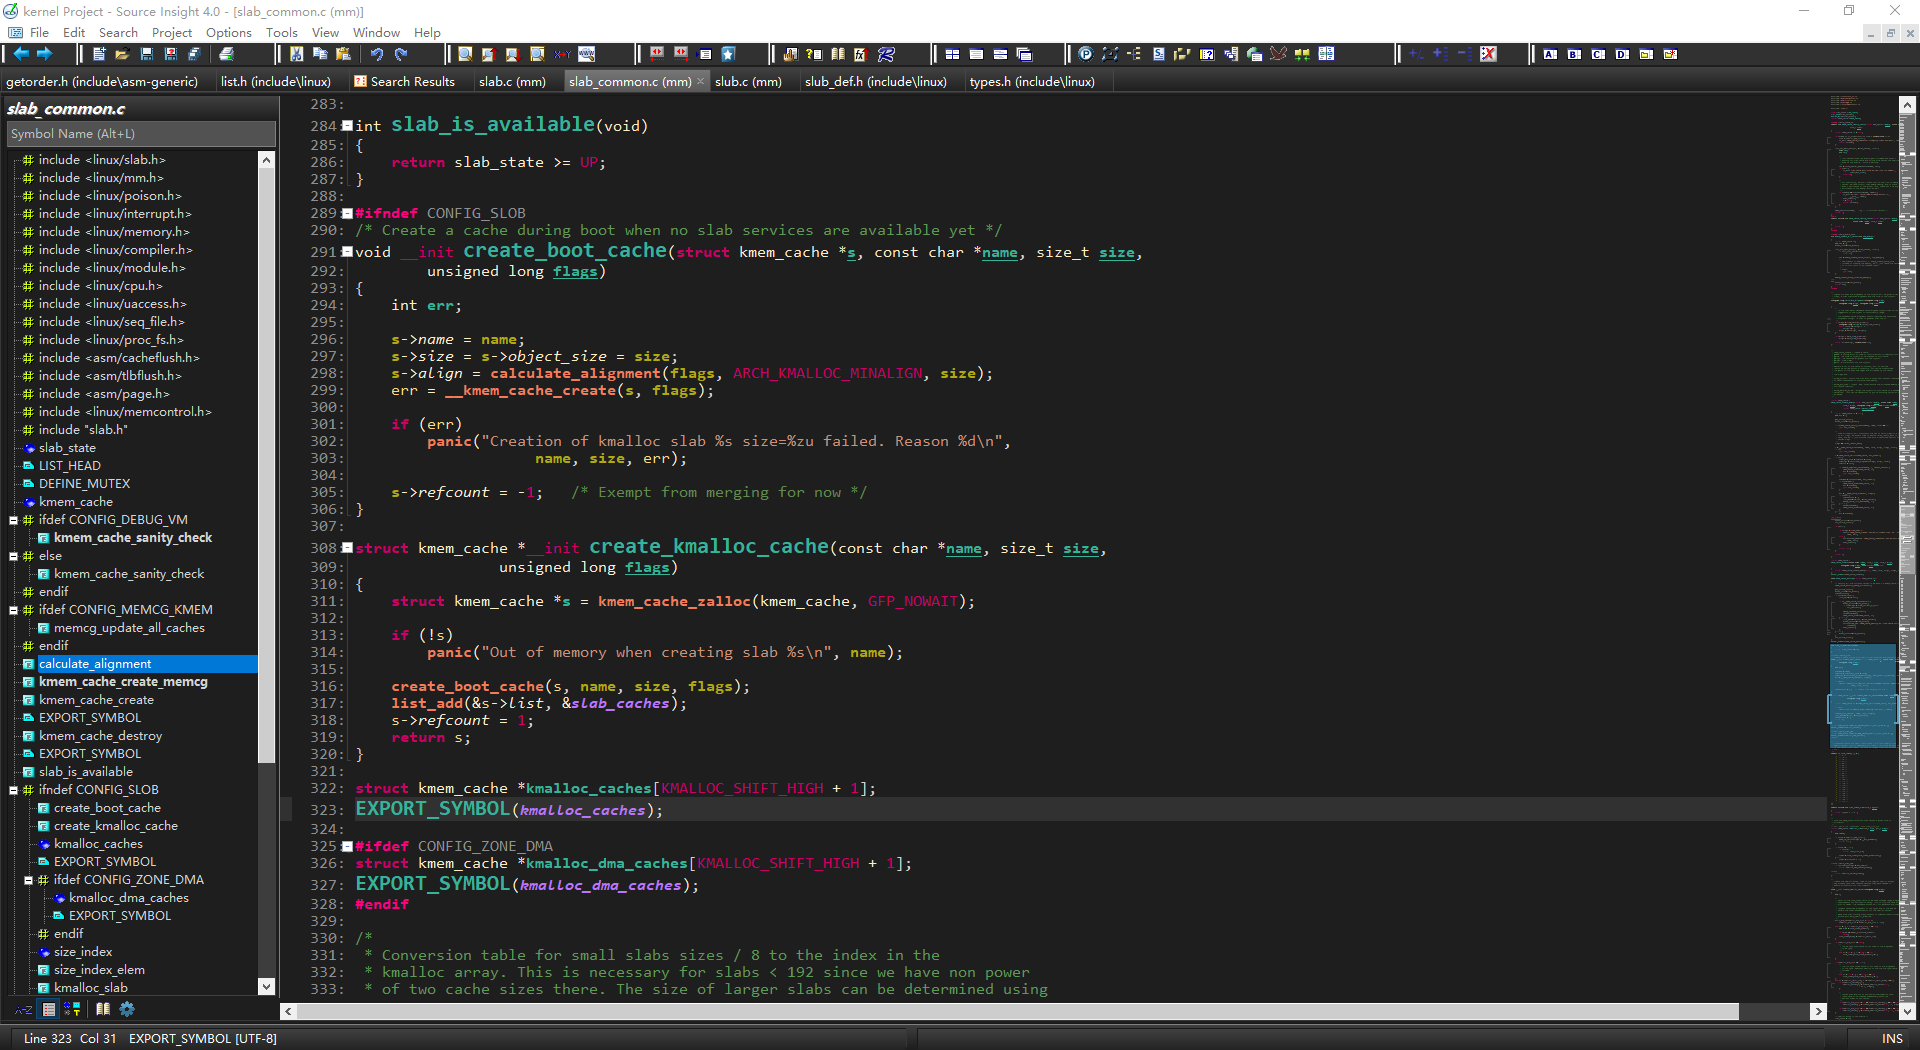 kernel Project - Source Insight 4.0 - [slab_common.c (mm)]
File Edit Search Project Options Tools View Window Help
getorder.h (include\asm-generic) list.h (include\linux) Search Results slab.c (mm) slab_common.c (mm) slub.c (mm) slub_def.h (include\linux) types.h (include\linux)
slab_common.c
Symbol Name (Alt+L)
include <linux/slab.h>
include <linux/mm.h>
include <linux/poison.h>
include <linux/interrupt.h>
include <linux/memory.h>
include <linux/compiler.h>
include <linux/module.h>
include <linux/cpu.h>
include <linux/uaccess.h>
include <linux/seq_file.h>
include <linux/proc_fs.h>
include <asm/cacheflush.h>
include <asm/tlbflush.h>
include <asm/page.h>
include <linux/memcontrol.h>
include "slab.h"
slab_state
LIST_HEAD
DEFINE_MUTEX
kmem_cache
ifdef CONFIG_DEBUG_VM
kmem_cache_sanity_check
else
kmem_cache_sanity_check
endif
ifdef CONFIG_MEMCG_KMEM
memcg_update_all_caches
endif
calculate_alignment
kmem_cache_create_memcg
kmem_cache_create
EXPORT_SYMBOL
kmem_cache_destroy
EXPORT_SYMBOL
slab_is_available
ifndef CONFIG_SLOB
create_boot_cache
create_kmalloc_cache
kmalloc_caches
EXPORT_SYMBOL
ifdef CONFIG_ZONE_DMA
kmalloc_dma_caches
EXPORT_SYMBOL
endif
size_index
size_index_elem
kmalloc_slab
283:
284: int slab_is_available(void)
285: {
286:     return slab_state >= UP;
287: }
288:
289: #ifndef CONFIG_SLOB
290: /* Create a cache during boot when no slab services are available yet */
291: void __init create_boot_cache(struct kmem_cache *s, const char *name, size_t size,
292:         unsigned long flags)
293: {
294:     int err;
295:
296:     s->name = name;
297:     s->size = s->object_size = size;
298:     s->align = calculate_alignment(flags, ARCH_KMALLOC_MINALIGN, size);
299:     err = __kmem_cache_create(s, flags);
300:
301:     if (err)
302:         panic("Creation of kmalloc slab %s size=%zu failed. Reason %d\n",
303:                     name, size, err);
304:
305:     s->refcount = -1;   /* Exempt from merging for now */
306: }
307:
308: struct kmem_cache *__init create_kmalloc_cache(const char *name, size_t size,
309:                 unsigned long flags)
310: {
311:     struct kmem_cache *s = kmem_cache_zalloc(kmem_cache, GFP_NOWAIT);
312:
313:     if (!s)
314:         panic("Out of memory when creating slab %s\n", name);
315:
316:     create_boot_cache(s, name, size, flags);
317:     list_add(&s->list, &slab_caches);
318:     s->refcount = 1;
319:     return s;
320: }
321:
322: struct kmem_cache *kmalloc_caches[KMALLOC_SHIFT_HIGH + 1];
323: EXPORT_SYMBOL(kmalloc_caches);
324:
325: #ifdef CONFIG_ZONE_DMA
326: struct kmem_cache *kmalloc_dma_caches[KMALLOC_SHIFT_HIGH + 1];
327: EXPORT_SYMBOL(kmalloc_dma_caches);
328: #endif
329:
330: /*
331:  * Conversion table for small slabs sizes / 8 to the index in the
332:  * kmalloc array. This is necessary for slabs < 192 since we have non power
333:  * of two cache sizes there. The size of larger slabs can be determined using
Line 323 Col 31 EXPORT_SYMBOL [UTF-8]
INS